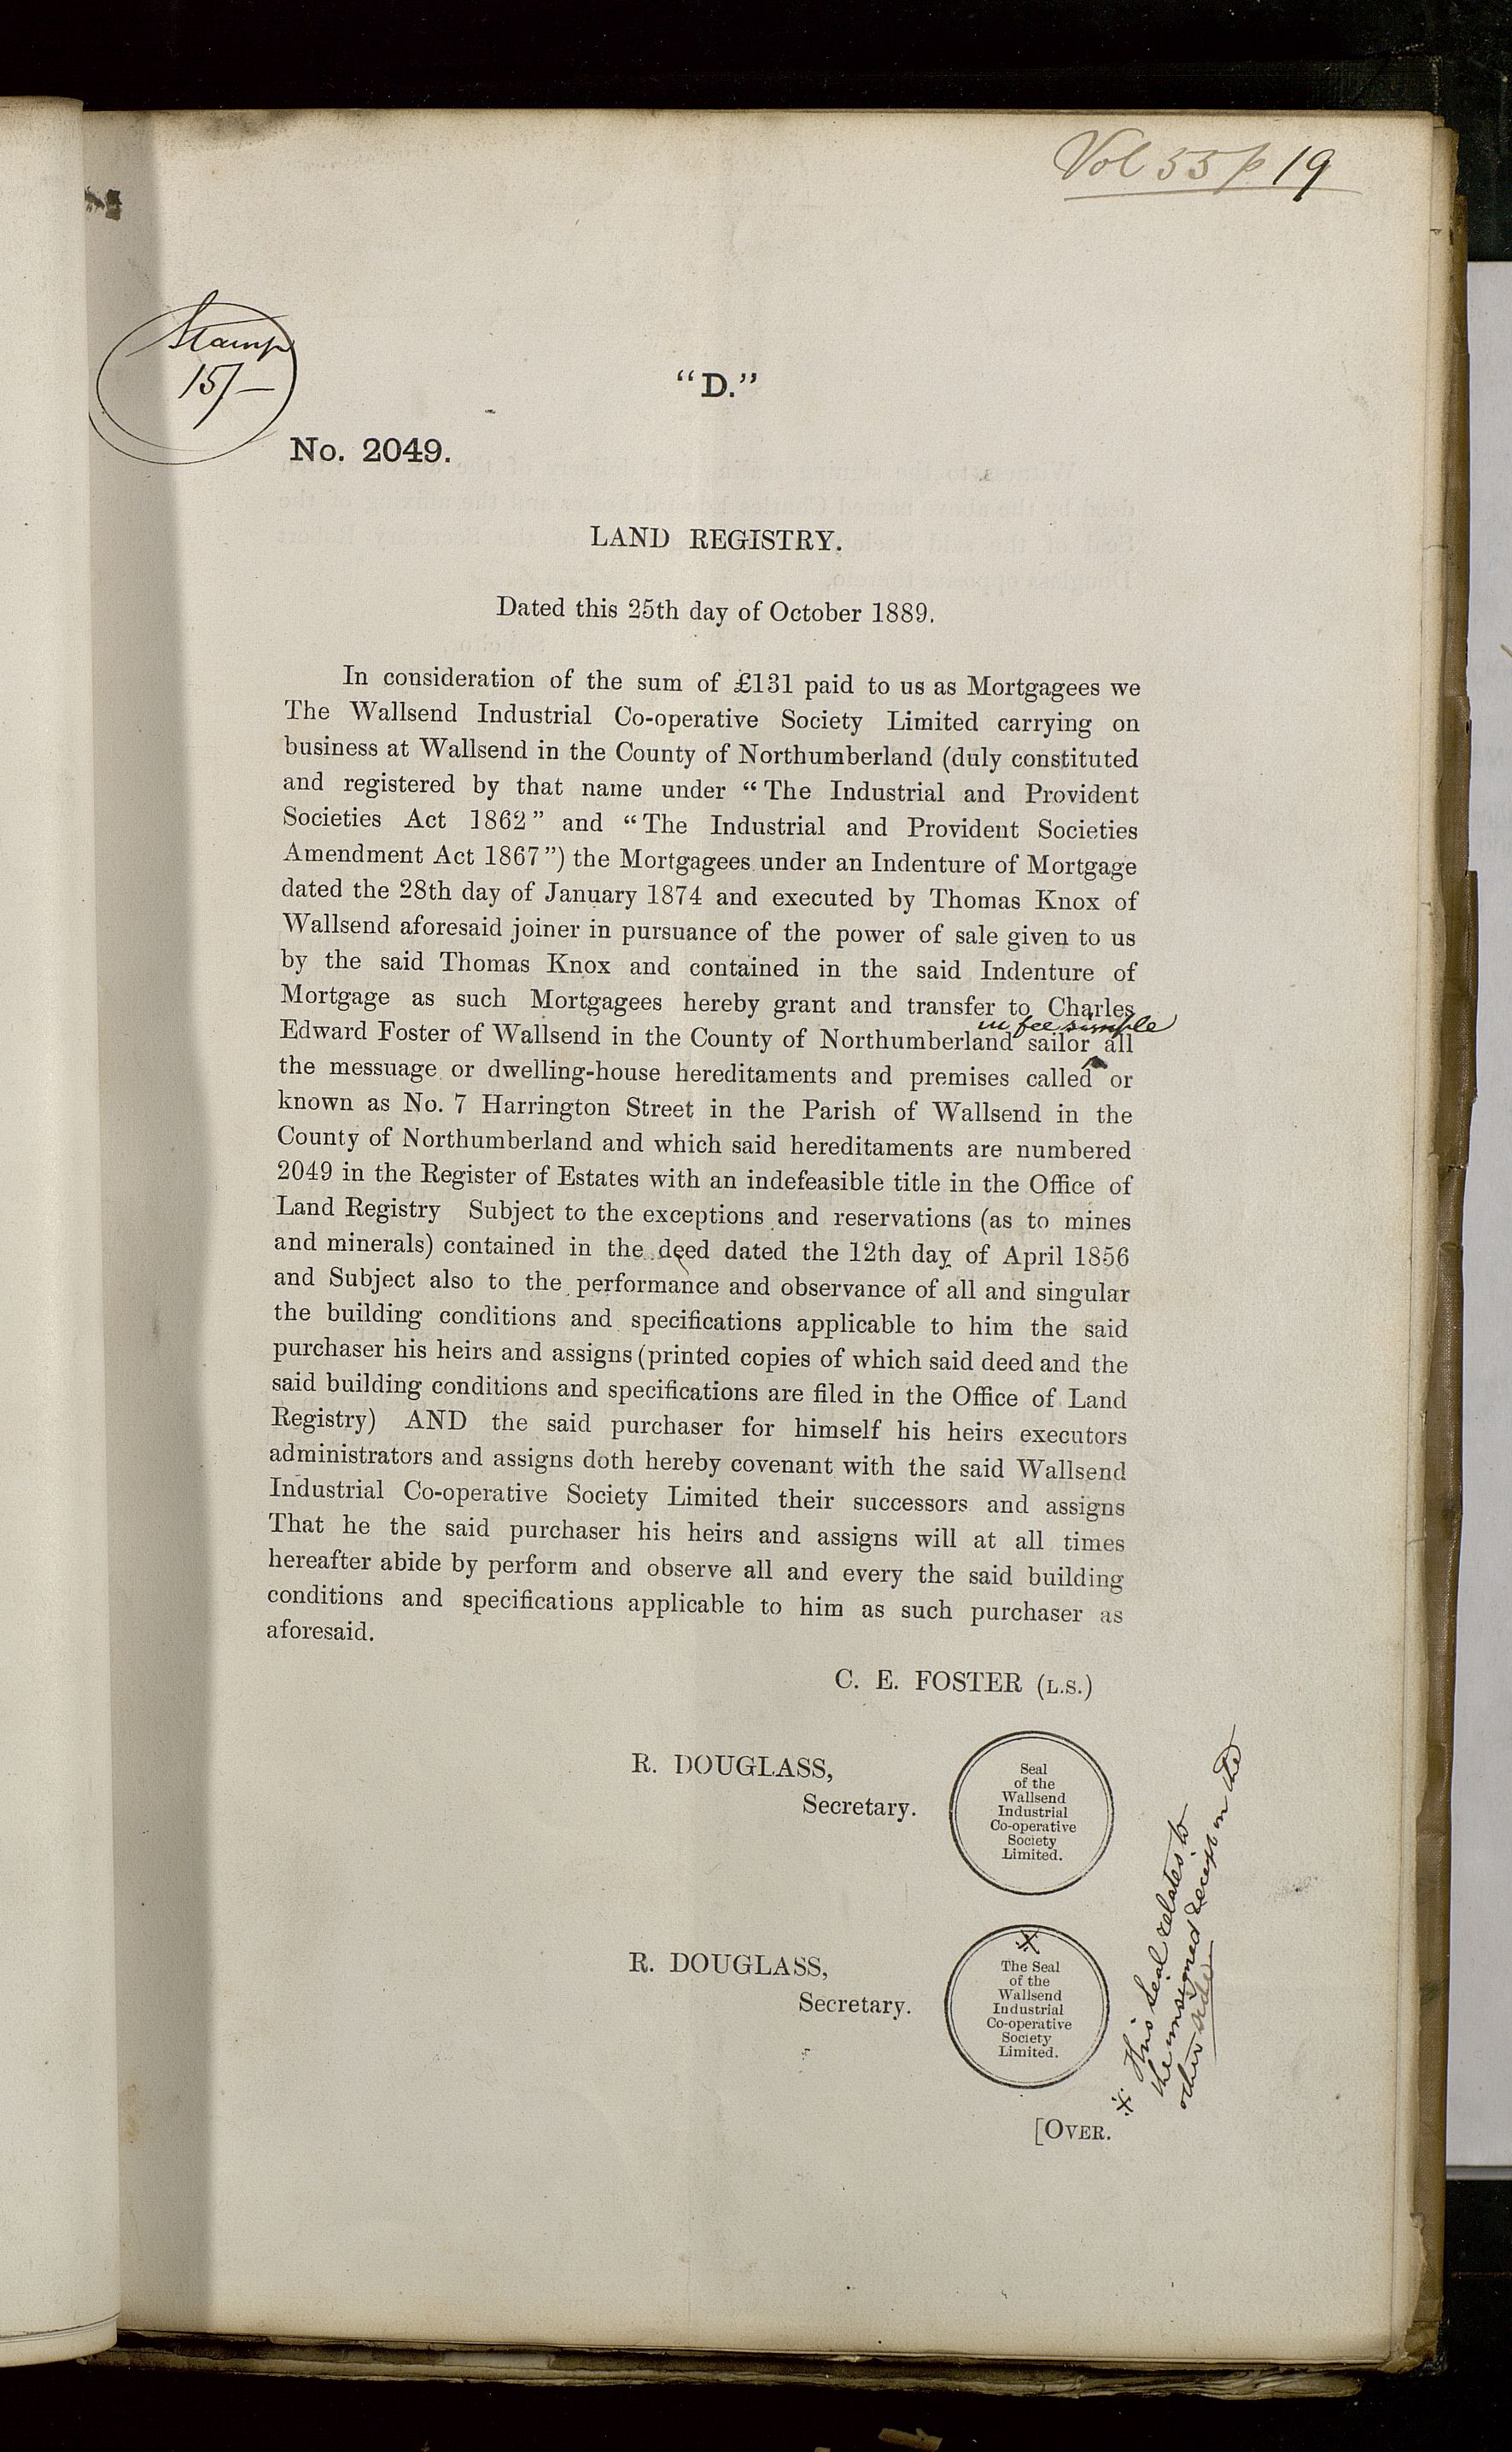 Vol 55 p 19
Stamp
15/-
“D.”
No. 2049.
LAND REGISTRY.
Dated this 25th day of October 1889.
In consideration of the sum of £131 paid to us as Mortgagees we
The Wallsend Industrial Co-operative Society Limited carrying on
business at Wallsend in the County of Northumberland (duly constituted
and registered by that name under “The Industrial and Provident
Societies Act 1862” and “The Industrial and Provident Societies
Amendment Act 1867”) the Mortgagees under an Indenture of Mortgage
dated the 28th day of January 1874 and executed by Thomas Knox of
Wallsend aforesaid joiner in pursuance of the power of sale given to us
by the said Thomas Knox and contained in the said Indenture of
Mortgage as such Mortgagees hereby grant and transfer to Charles
in fee simple
Edward Foster of Wallsend in the County of Northumberland sailor all
the messuage or dwelling-house hereditaments and premises called or
known as No. 7 Harrington Street in the Parish of Wallsend in the
County of Northumberland and which said hereditaments are numbered
2049 in the Register of Estates with an indefeasible title in the Office of
Land Registry Subject to the exceptions and reservations (as to mines
and minerals) contained in the deed dated the 12th day of April 1856
and Subject also to the performance and observance of all and singular
the building conditions and specifications applicable to him the said
purchaser his heirs and assigns (printed copies of which said deed and the
said building conditions and specifications are filed in the Office of Land
Registry) AND the said purchaser for himself his heirs executors
administrators and assigns doth hereby covenant with the said Wallsend
Industrial Co-operative Society Limited their successors and assigns
That he the said purchaser his heirs and assigns will at all times
hereafter abide by perform and observe all and every the said building
conditions and specifications applicable to him as such purchaser as
aforesaid.
C. E. FOSTER (L.S.)
R. DOUGLASS,
Secretary.
Seal
of the
Wallsend
Industrial
Co-operative
Society
Limited.
R. DOUGLASS,
Secretary.
※
The Seal
of the
Wallsend
Industrial
Co-operative
Society
Limited.
※ This Seal relates to
the unsigned receipt on the
other side
[OVER.